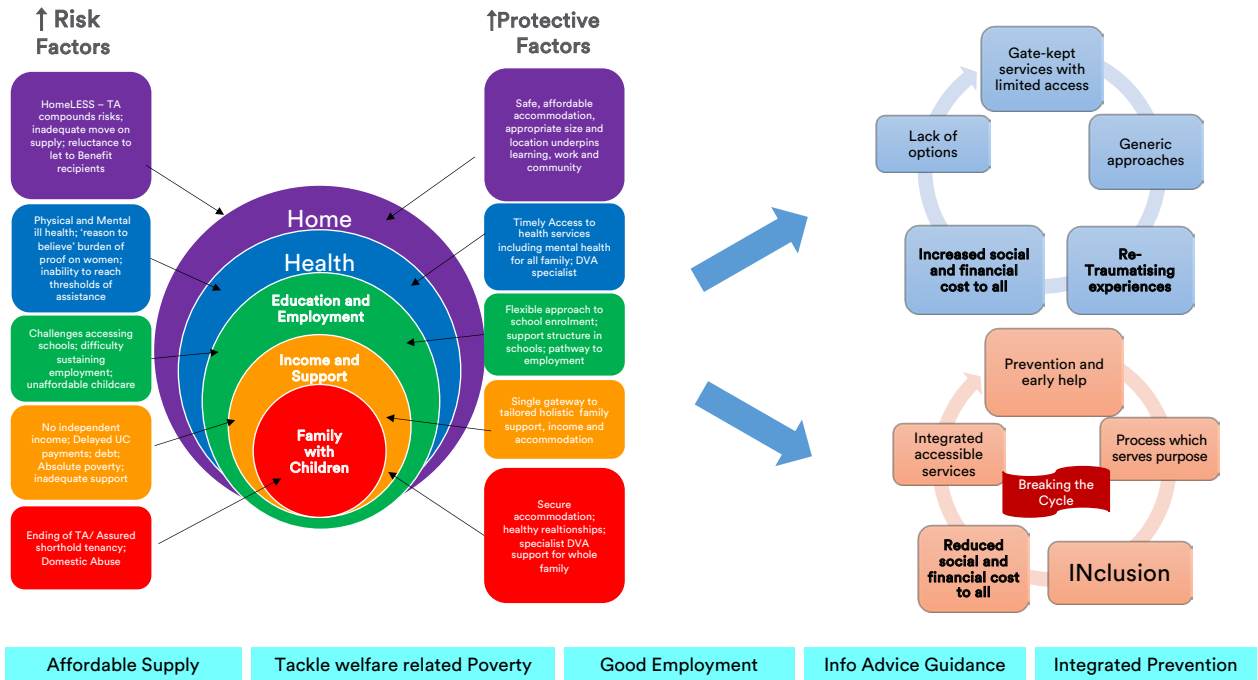 ↑ Risk
Factors
HomeLESS – TA
compounds risks;
inadequate move on
supply; reluctance to
let to Benefit
recipients
Physical and Mental
ill health; ‘reason to
believe’ burden of
proof on women;
inability to reach
thresholds of
assistance
Challenges accessing
schools; difficulty
sustaining
employment;
unaffordable childcare
No independent
income; Delayed UC
payments; debt;
Absolute poverty;
inadequate support
Ending of TA/ Assured
shorthold tenancy;
Domestic Abuse
Home
Health
Education and
Employment
Income and
Support
Family
with
Children
↑Protective
Factors
Safe, affordable
accommodation,
appropriate size and
location underpins
learning, work and
community
Timely Access to
health services
including mental health
for all family; DVA
specialist
Flexible approach to
school enrolment;
support structure in
schools; pathway to
employment
Single gateway to
tailored holistic family
support, income and
accommodation
Secure
accommodation;
healthy realtionships;
specialist DVA
support for whole
family
Gate-kept
services with
limited access
Generic
approaches
Re-
Traumatising
experiences
Increased social
and financial
cost to all
Lack of
options
Prevention and
early help
Process which
serves purpose
INclusion
Reduced
social and
financial cost
to all
Integrated
accessible
services
Breaking the
Cycle
Affordable Supply
Tackle welfare related Poverty
Good Employment
Info Advice Guidance
Integrated Prevention